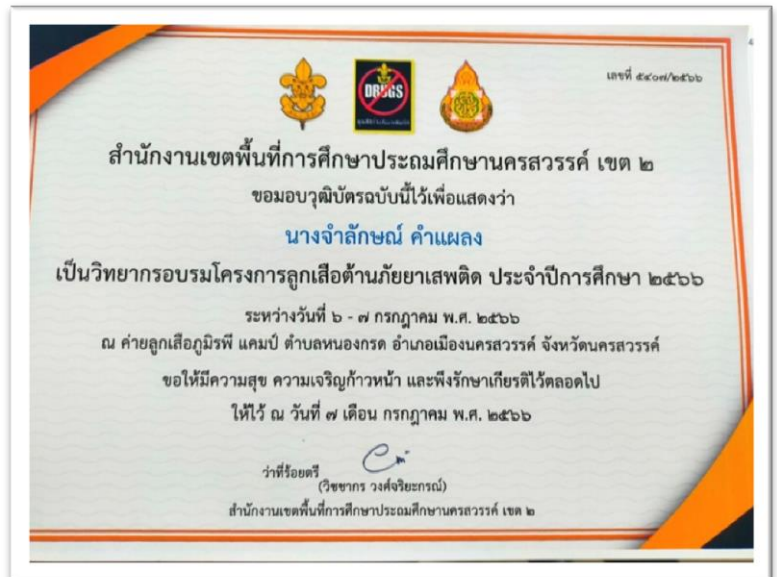 เลขที่ ๕๔๐๗/๒๕๖๖
DRUGS
สำนักงานเขตพื้นที่การศึกษาประถมศึกษานครสวรรค์ เขต ๒
ขอมอบวุฒิบัตรฉบับนี้ไว้เพื่อแสดงว่า
นางจำลักษณ์ คำแผลง
เป็นวิทยากรอบรมโครงการลูกเสือต้านภัยยาเสพติด ประจำปีการศึกษา ๒๕๖๖
ระหว่างวันที่ ๖ - ๗ กรกฎาคม พ.ศ. ๒๕๖๖
ณ ค่ายลูกเสือภูมิรพี แคมป์ ตำบลหนองกรด อำเภอเมืองนครสวรรค์ จังหวัดนครสวรรค์
ขอให้มีความสุข ความเจริญก้าวหน้า และพึงรักษาเกียรติไว้ตลอดไป
ให้ไว้ ณ วันที่ ๗ เดือน กรกฎาคม พ.ศ. ๒๕๖๖
ว่าที่ร้อยตรี
(วิชชากร วงศ์จริยะกรณ์)
สำนักงานเขตพื้นที่การศึกษาประถมศึกษานครสวรรค์ เขต ๒